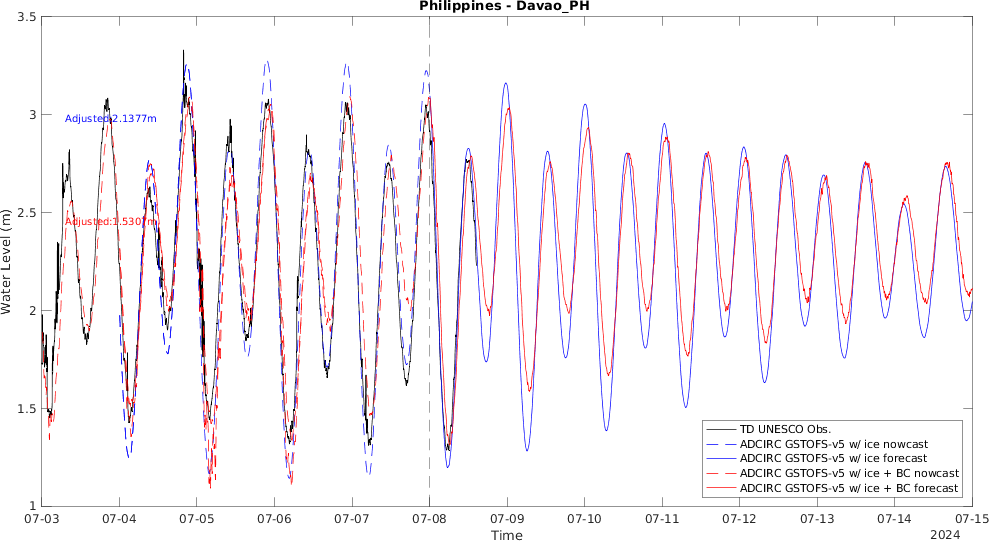 Philippines - Davao_PH
3.5
3
2.5
2
1.5
1
Water Level (m)
Adjusted:2.1377m
Adjusted:1.5307m
TD UNESCO Obs.
ADCIRC GSTOFS-v5 w/ ice nowcast
ADCIRC GSTOFS-v5 w/ ice forecast
ADCIRC GSTOFS-v5 w/ ice + BC nowcast
ADCIRC GSTOFS-v5 w/ ice + BC forecast
07-03 07-04 07-05 07-06 07-07 07-08 07-09 07-10 07-11 07-12 07-13 07-14 07-15
Time
2024